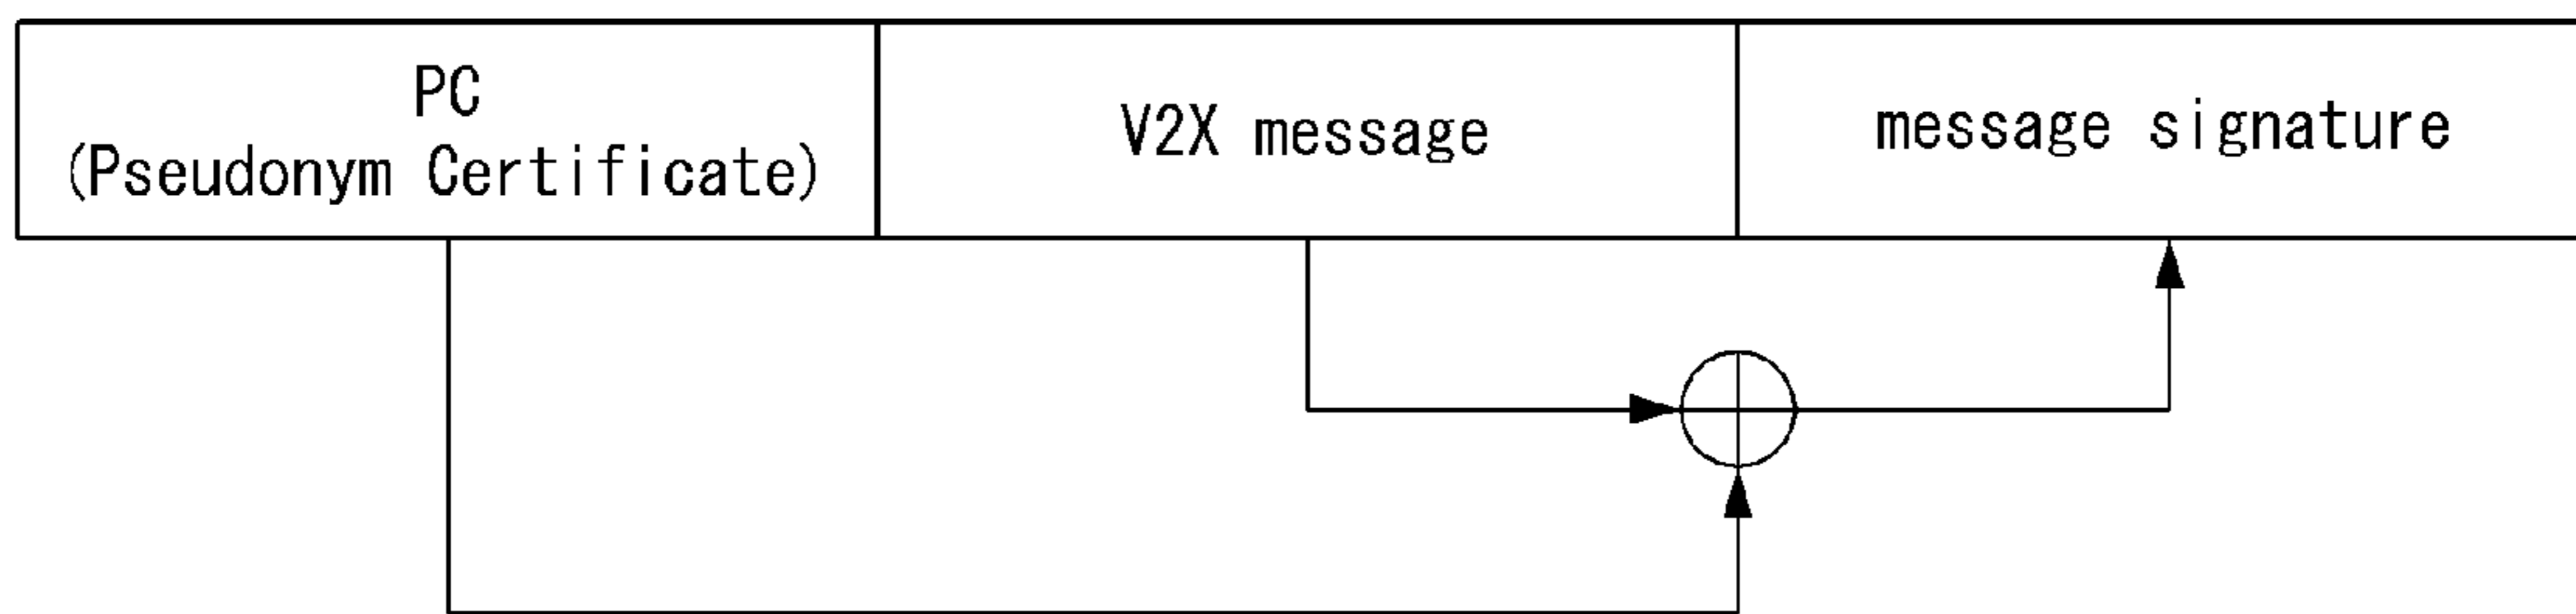 PC
(Pseudonym Certificate)
V2X message
message signature